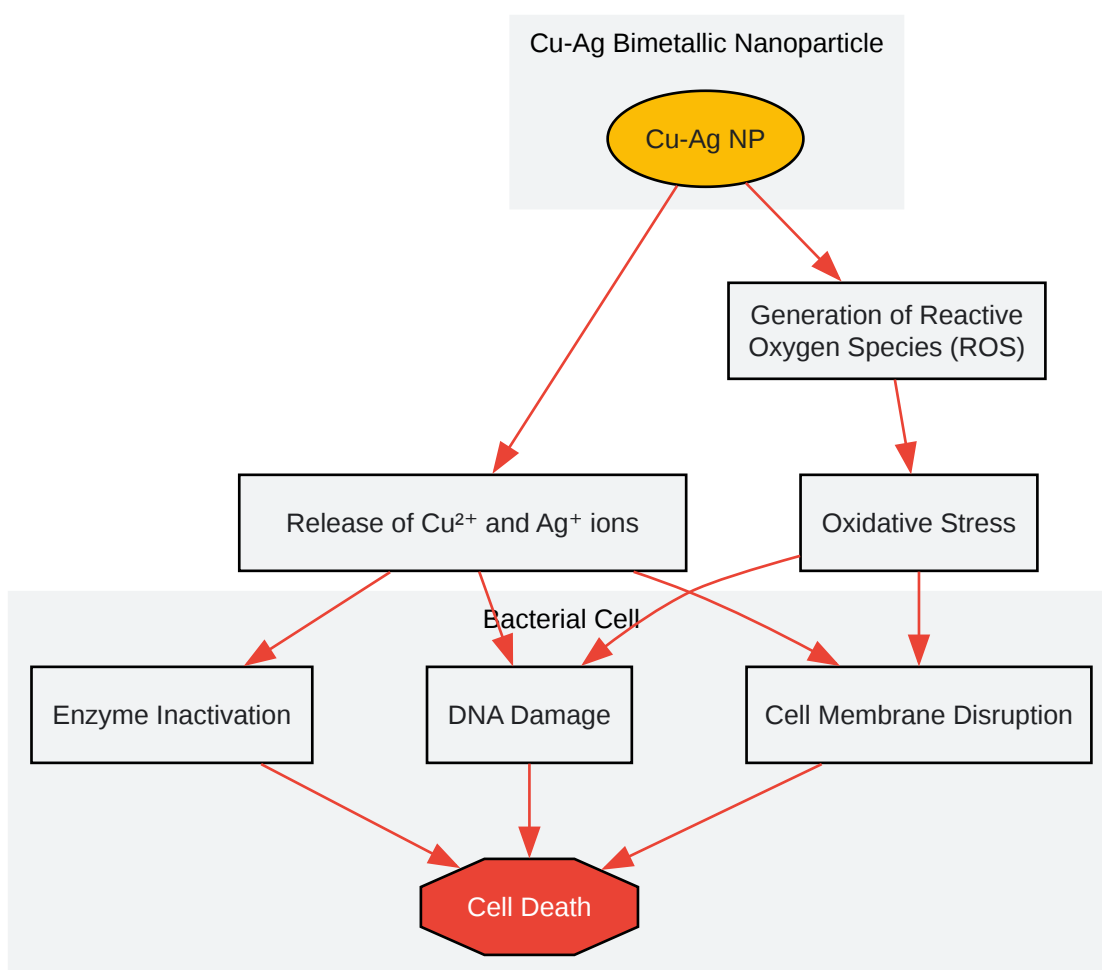 Cu-Ag Bimetallic Nanoparticle
Cu-Ag NP
Generation of Reactive
Oxygen Species (ROS)
Release of Cu²⁺ and Ag⁺ ions
Oxidative Stress
Bacterial Cell
Enzyme Inactivation
DNA Damage
Cell Membrane Disruption
Cell Death